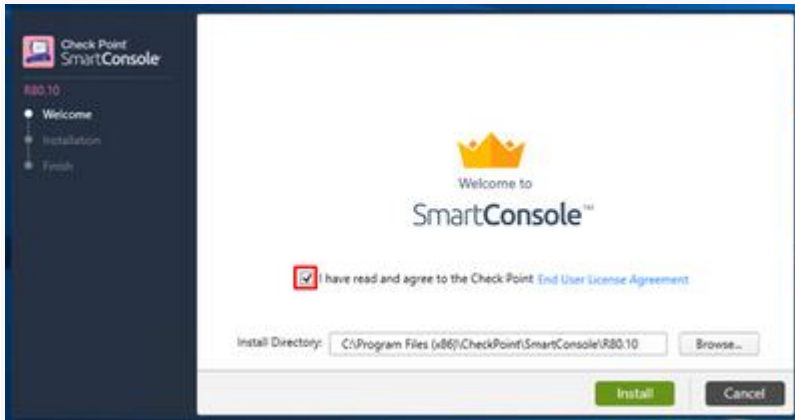 Check Point
SmartConsole
R80.10
Welcome
Installation
Finish
Welcome to
SmartConsole™
I have read and agree to the Check Point End User License Agreement
Install Directory: C:\Program Files (x86)\CheckPoint\SmartConsole\R80.10 Browse...
Install Cancel